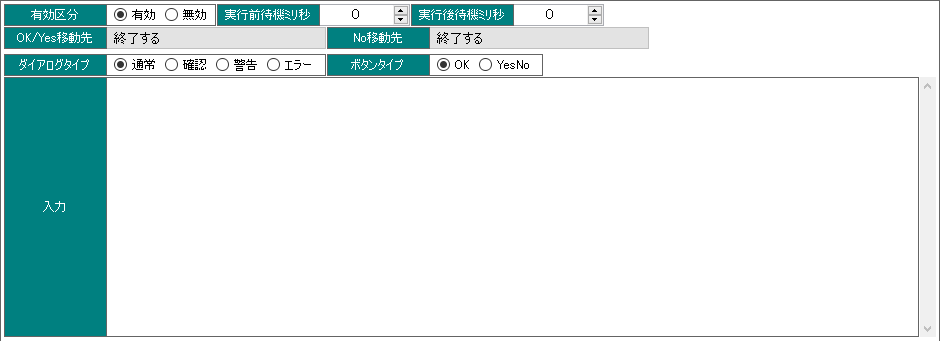 有効区分 有効 無効 実行前待機ミリ秒 0 実行後待機ミリ秒 0
OK/Yes移動先 終了する No移動先 終了する
ダイアログタイプ 通常 確認 警告 エラー ボタンタイプ OK YesNo
入力